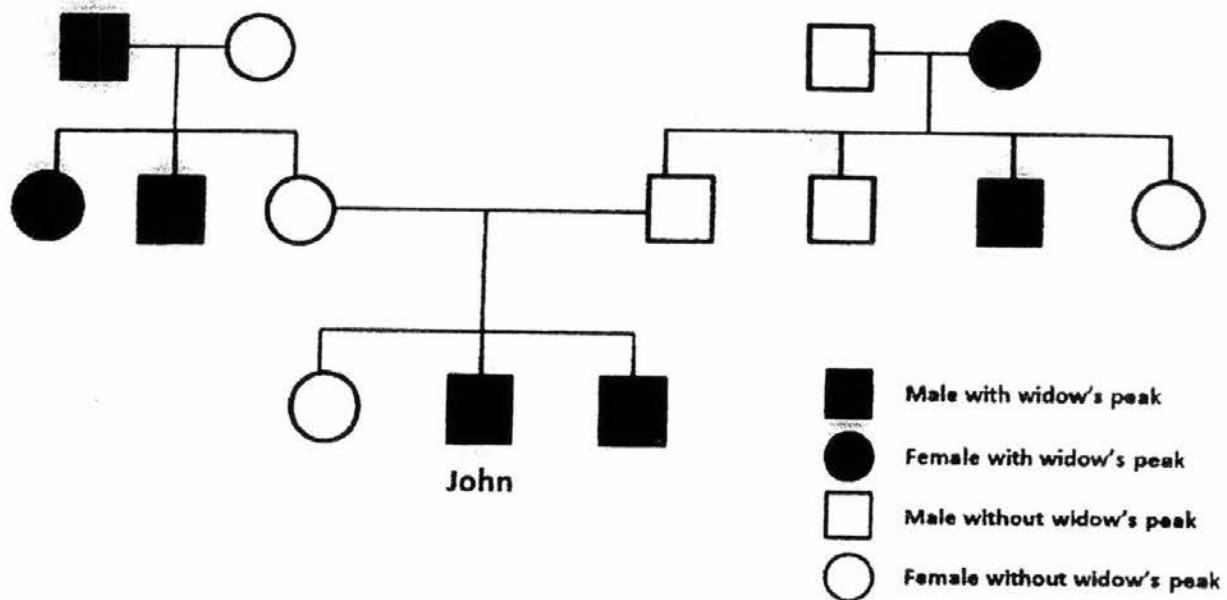 John
Male with widow's peak
Female with widow's peak
Male without widow's peak
Female without widow's peak